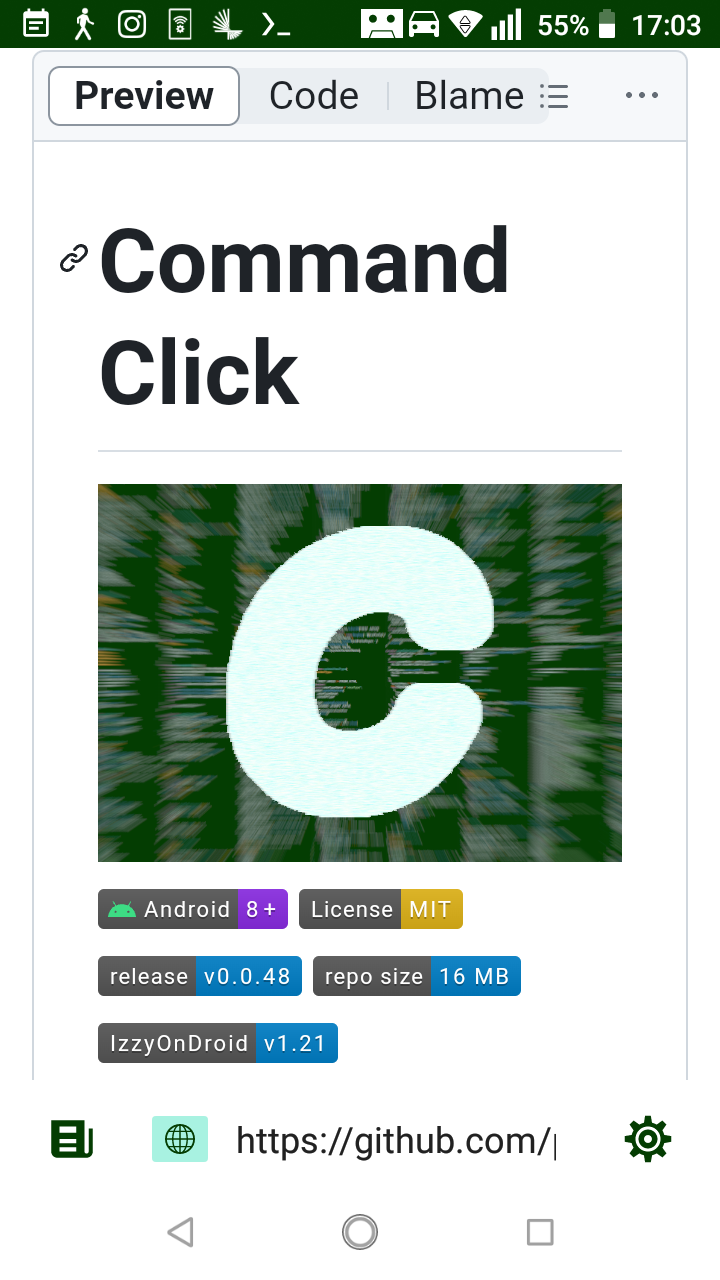 55% 17:03
Preview Code Blame
Command
Click
C
Android 8+ License MIT
release v0.0.48 repo size 16 MB
IzzyOnDroid v1.21
https://github.com/